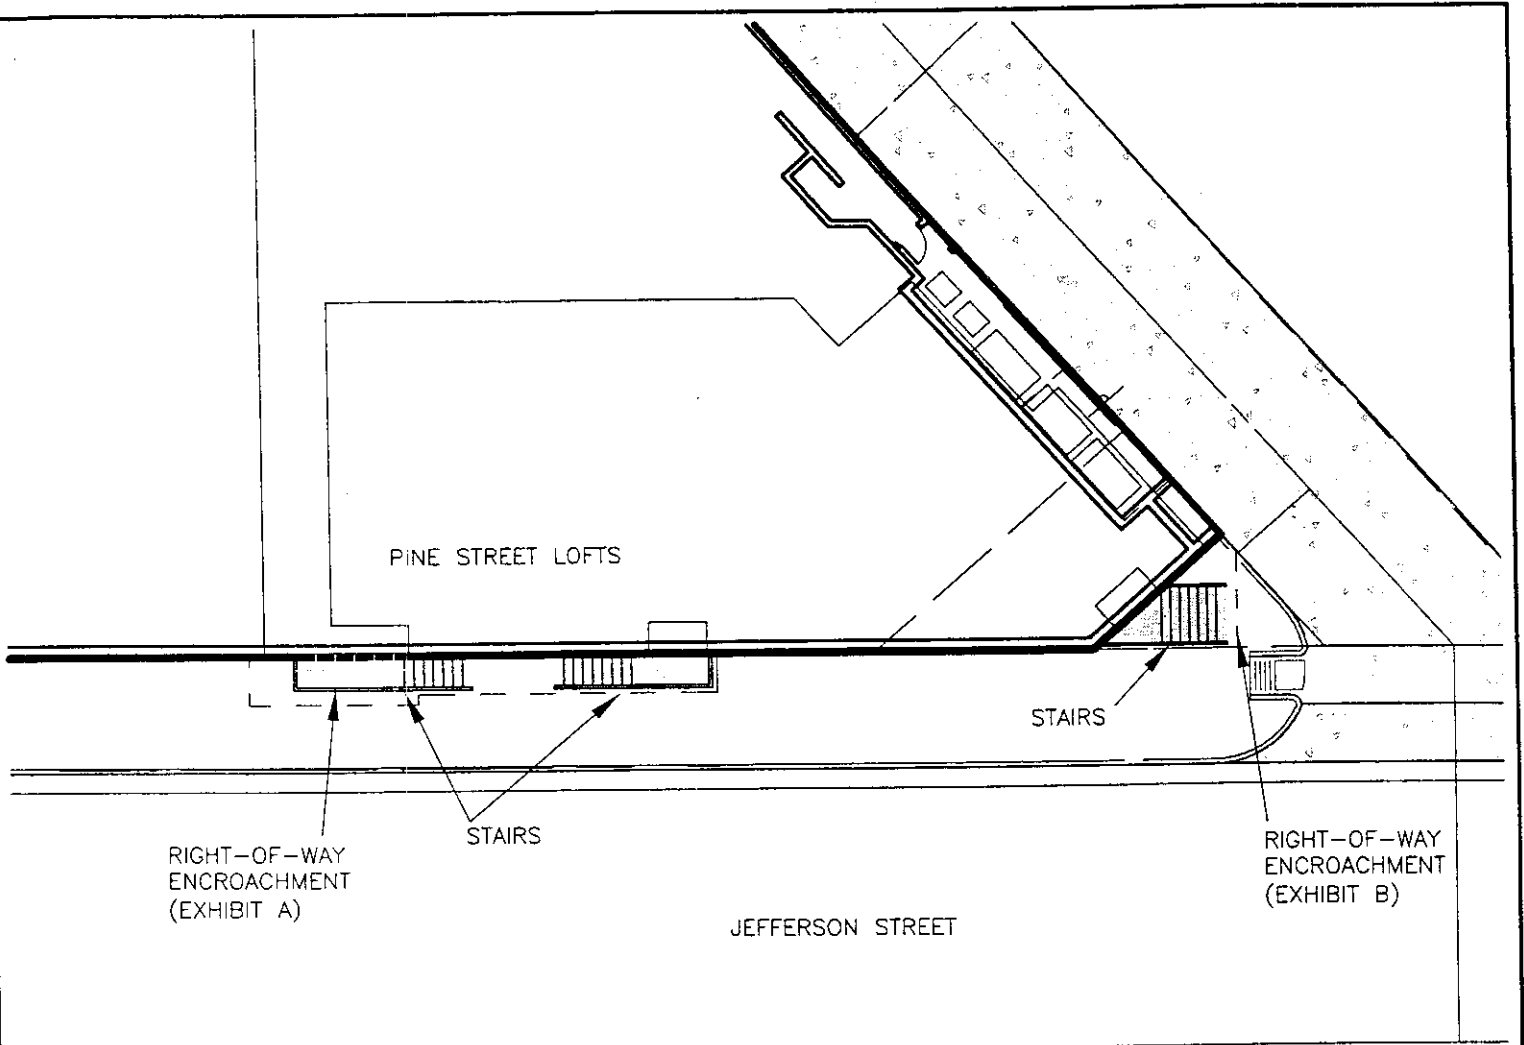 PINE STREET LOFTS
STAIRS
STAIRS
RIGHT-OF-WAY
ENCROACHMENT
(EXHIBIT A)
RIGHT-OF-WAY
ENCROACHMENT
(EXHIBIT B)
JEFFERSON STREET